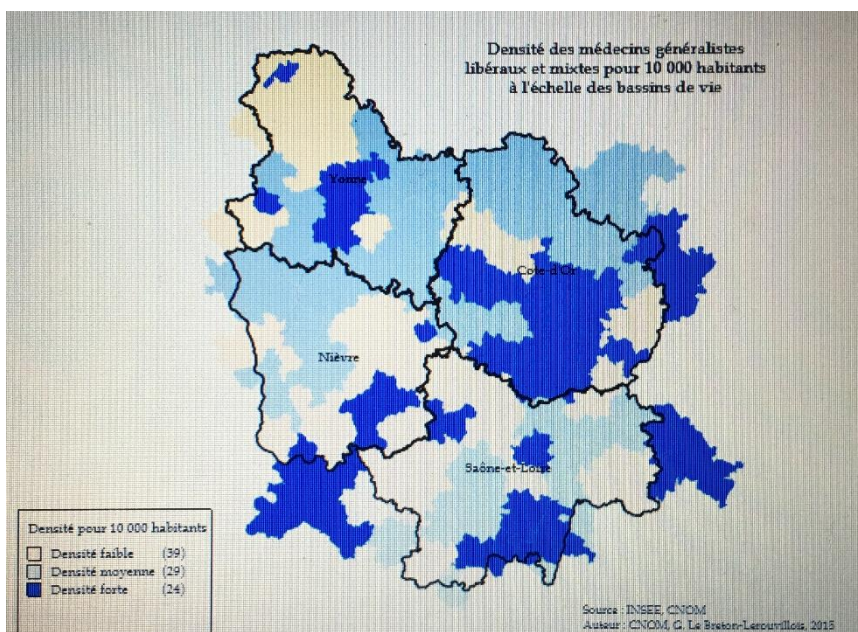 Densité des médecins généralistes
libéraux et mixtes pour 10 000 habitants
à l'échelle des bassins de vie
Yonne
Cote-d'Or
Nièvre
Saône-et-Loire
Densité pour 10 000 habitants
Densité faible (39)
Densité moyenne (29)
Densité forte (24)
Source : INSEE, CNOM
Auteur : CNOM, G. Le Breton-Lerouvillois, 2015